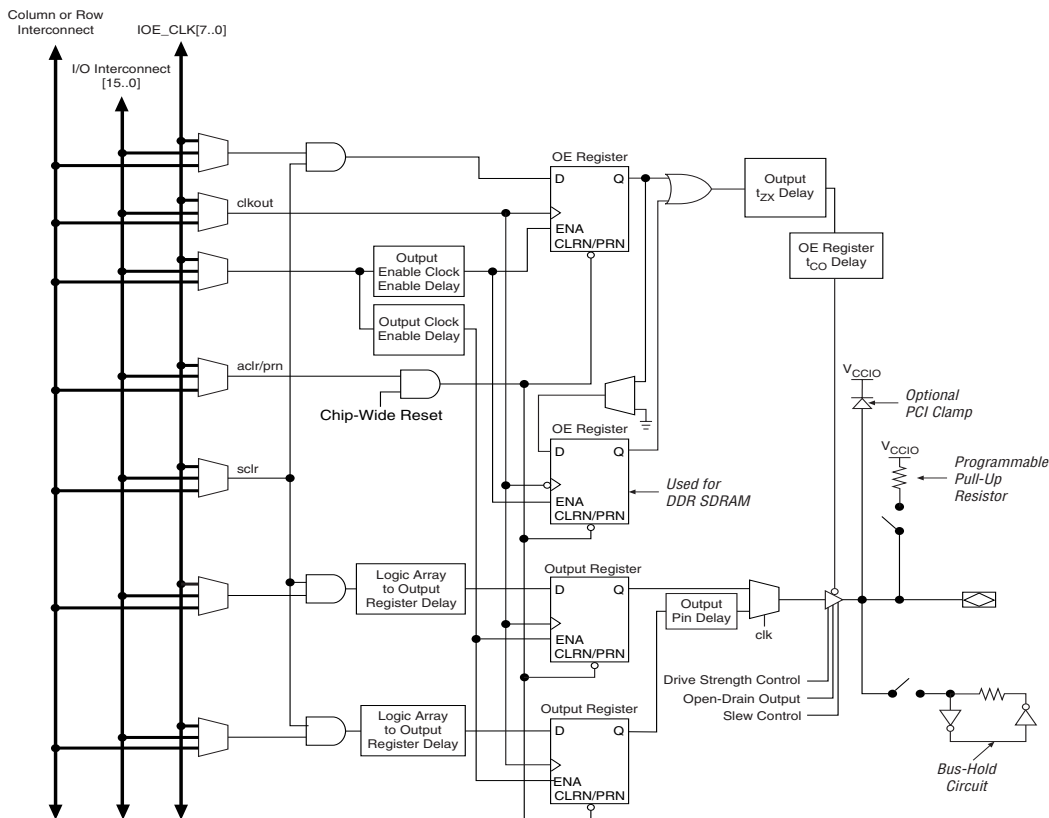 Column or Row
Interconnect
IOE_CLK[7..0]
I/O Interconnect
[15..0]
OE Register
D
Q
Output
tZX Delay
clkout
ENA
CLRN/PRN
OE Register
tCO Delay
Output
Enable Clock
Enable Delay
Output Clock
Enable Delay
aclr/prn
Chip-Wide Reset
VCCIO
Optional
PCI Clamp
OE Register
D
Q
VCCIO
Programmable
Pull-Up
Resistor
sclr
ENA
CLRN/PRN
Used for
DDR SDRAM
Logic Array
to Output
Register Delay
Output Register
D
Q
Output
Pin Delay
ENA
CLRN/PRN
clk
Drive Strength Control
Open-Drain Output
Slew Control
Logic Array
to Output
Register Delay
Output Register
D
Q
ENA
CLRN/PRN
Bus-Hold
Circuit